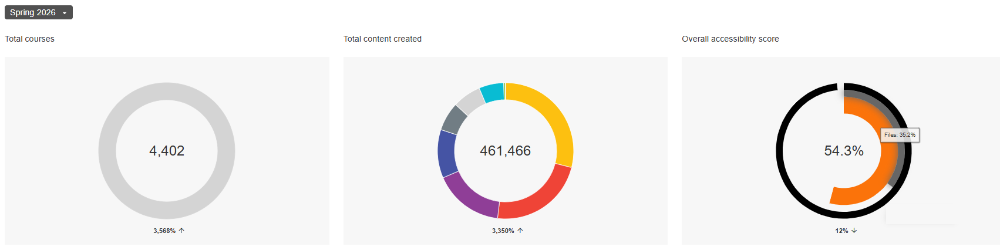 Spring 2026
Total courses
Total content created
Overall accessibility score
4,402
461,466
54.3%
Files: 35.2%
3,568% ↑
3,350% ↑
12% ↓